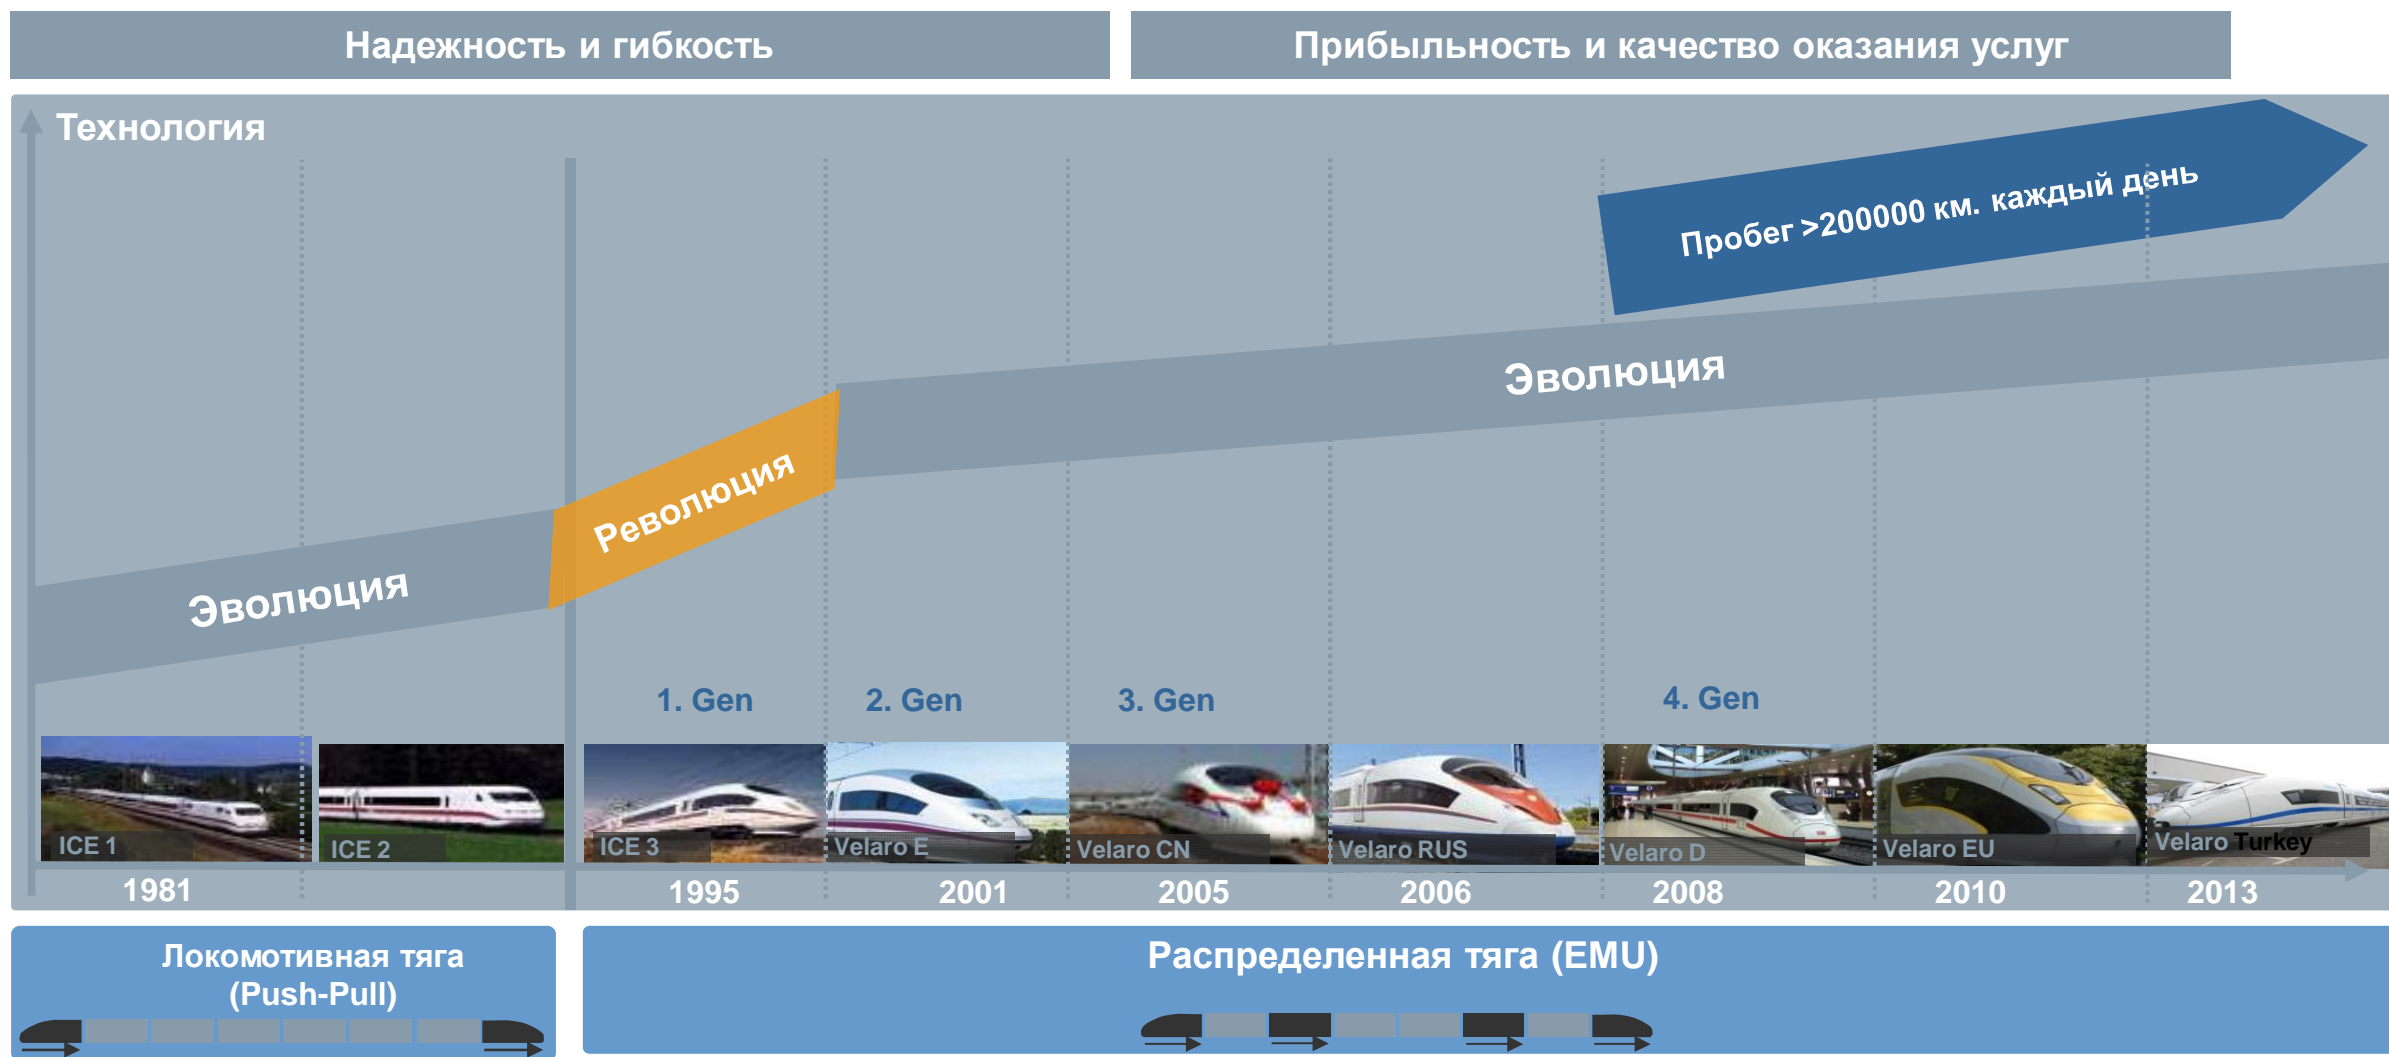 Надежность и гибкость
Прибыльность и качество оказания услуг
Технология
Пробег >200000 км. каждый день
Эволюция
Революция
Эволюция
1. Gen
2. Gen
3. Gen
4. Gen
ICE 1
ICE 2
ICE 3
Velaro E
Velaro CN
Velaro RUS
Velaro D
Velaro EU
Velaro Turkey
1981
1995
2001
2005
2006
2008
2010
2013
Локомотивная тяга
(Push-Pull)
Распределенная тяга (EMU)